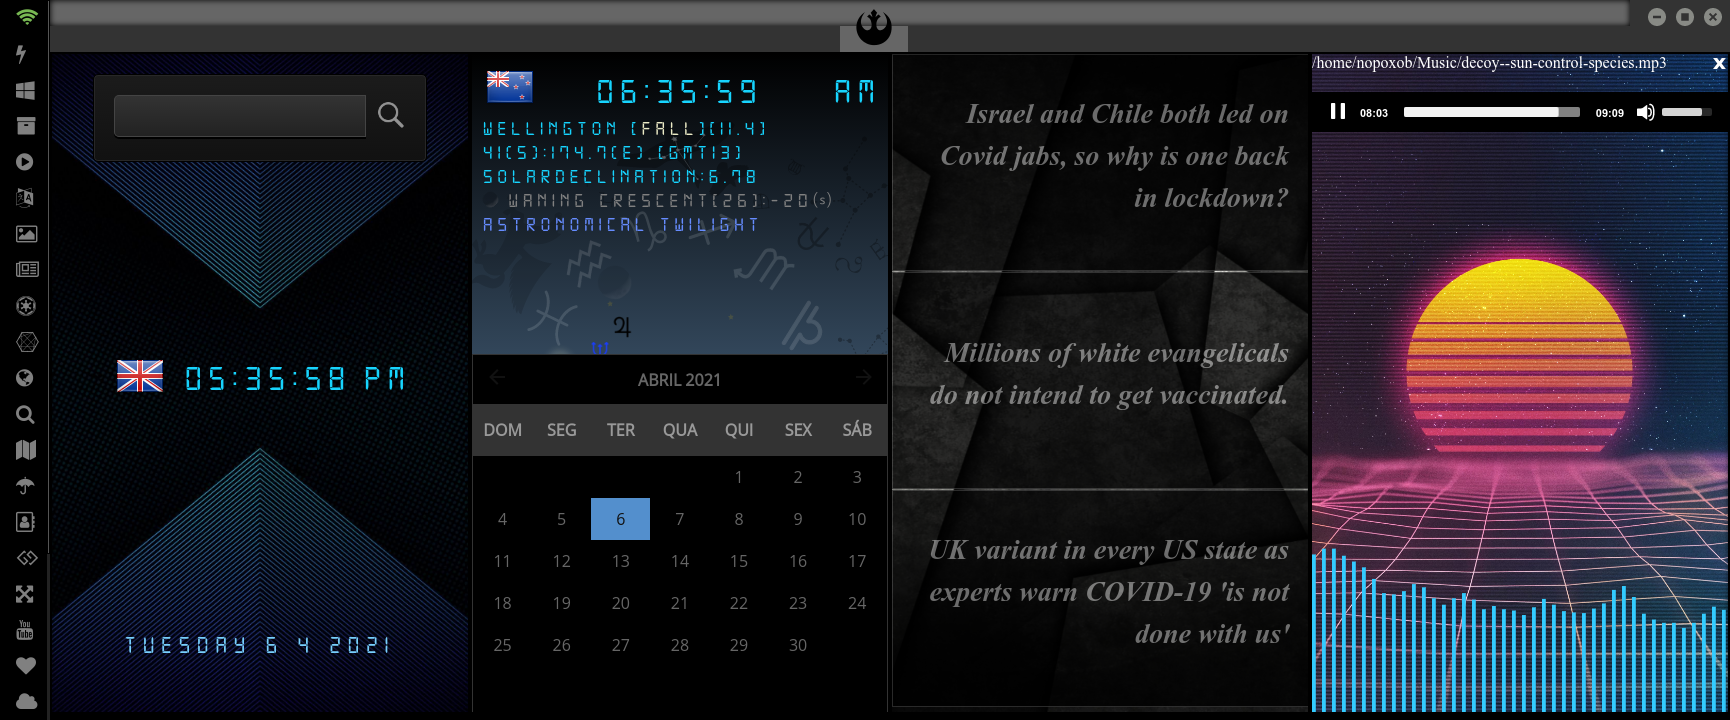 05:35:58 PM
TUESDAY 6 4 2021
06:35:59 AM
WELLINGTON [FALL][11.4]
41(S):174.7(E).[GMT13]
SOLARDECLINATION:6.78
WANING CRESCENT[26]:-20(s)
ASTRONOMICAL TWILIGHT
ABRIL 2021
DOM SEG TER QUA QUI SEX SÁB
1 2 3
4 5 6 7 8 9 10
11 12 13 14 15 16 17
18 19 20 21 22 23 24
25 26 27 28 29 30
Israel and Chile both led on
Covid jabs, so why is one back
in lockdown?
Millions of white evangelicals
do not intend to get vaccinated.
UK variant in every US state as
experts warn COVID-19 'is not
done with us'
/home/nopoxob/Music/decoy--sun-control-species.mp3 x
08:03 09:09
You
Tube